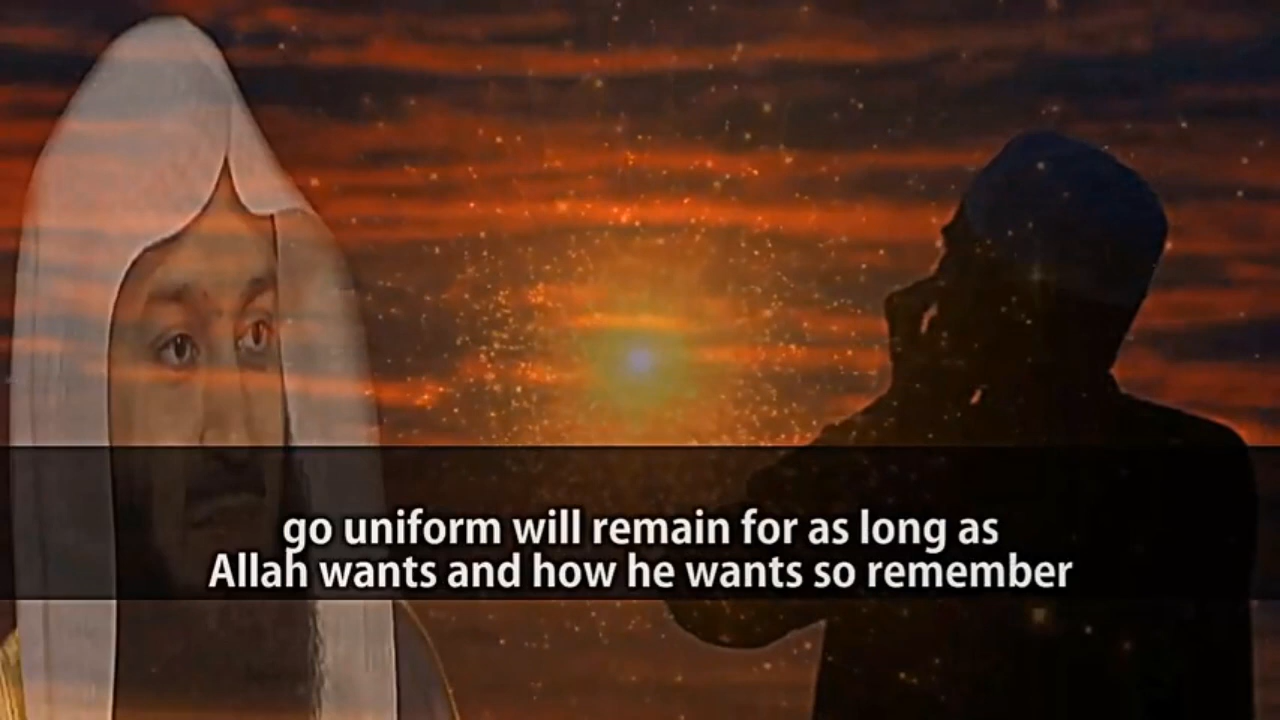 go uniform will remain for as long as
Allah wants and how he wants so remember